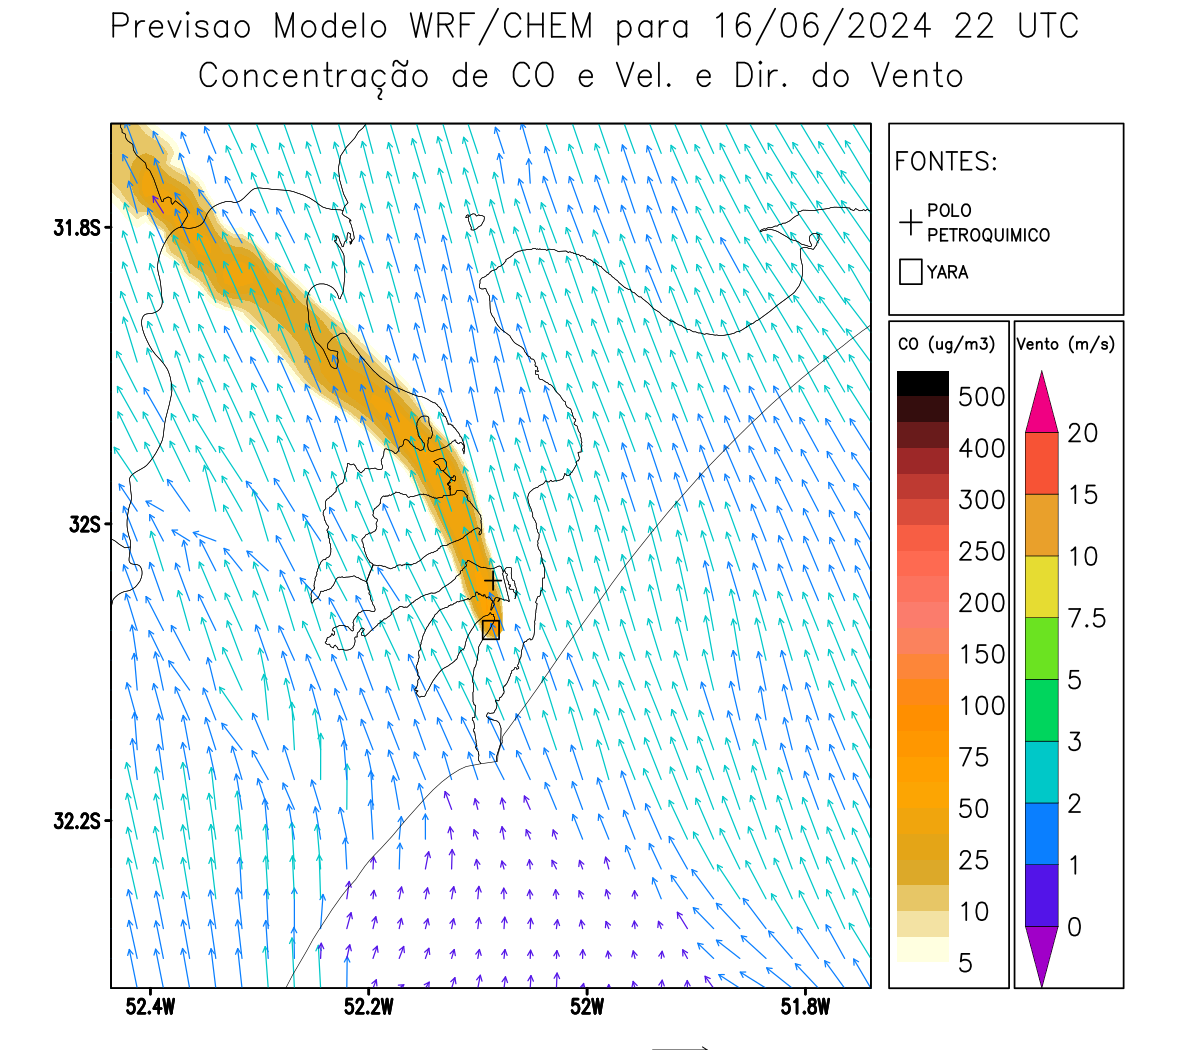 Previsao Modelo WRF/CHEM para 16/06/2024 22 UTC
Concentração de CO e Vel. e Dir. do Vento
FONTES:
POLO
PETROQUIMICO
YARA
CO (ug/m3)
500
400
300
250
200
150
100
75
50
25
10
5
Vento (m/s)
20
15
10
7.5
5
3
2
1
0
31.8S
32S
32.2S
52.4W
52.2W
52W
51.8W